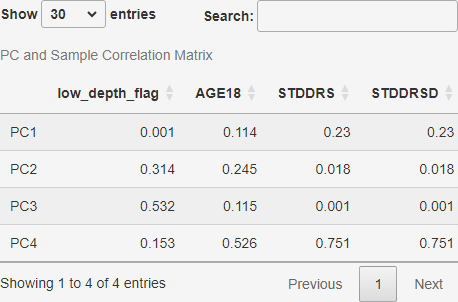 Show 30 entries Search:
PC and Sample Correlation Matrix
low_depth_flag AGE18 STDDRS STDDRSD
PC1 0.001 0.114 0.23 0.23
PC2 0.314 0.245 0.018 0.018
PC3 0.532 0.115 0.001 0.001
PC4 0.153 0.526 0.751 0.751
Showing 1 to 4 of 4 entries Previous 1 Next